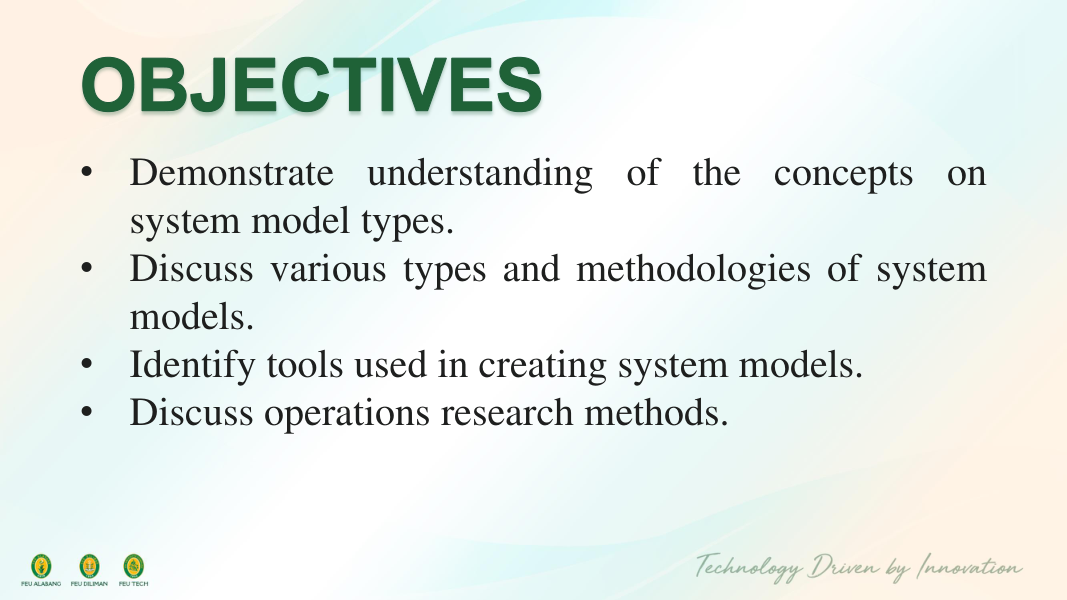 OBJECTIVES
• Demonstrate understanding of the concepts on
system model types.
• Discuss various types and methodologies of system
models.
• Identify tools used in creating system models.
• Discuss operations research methods.
FEU ALABANG FEU DILIMAN FEU TECH
Technology Driven by Innovation